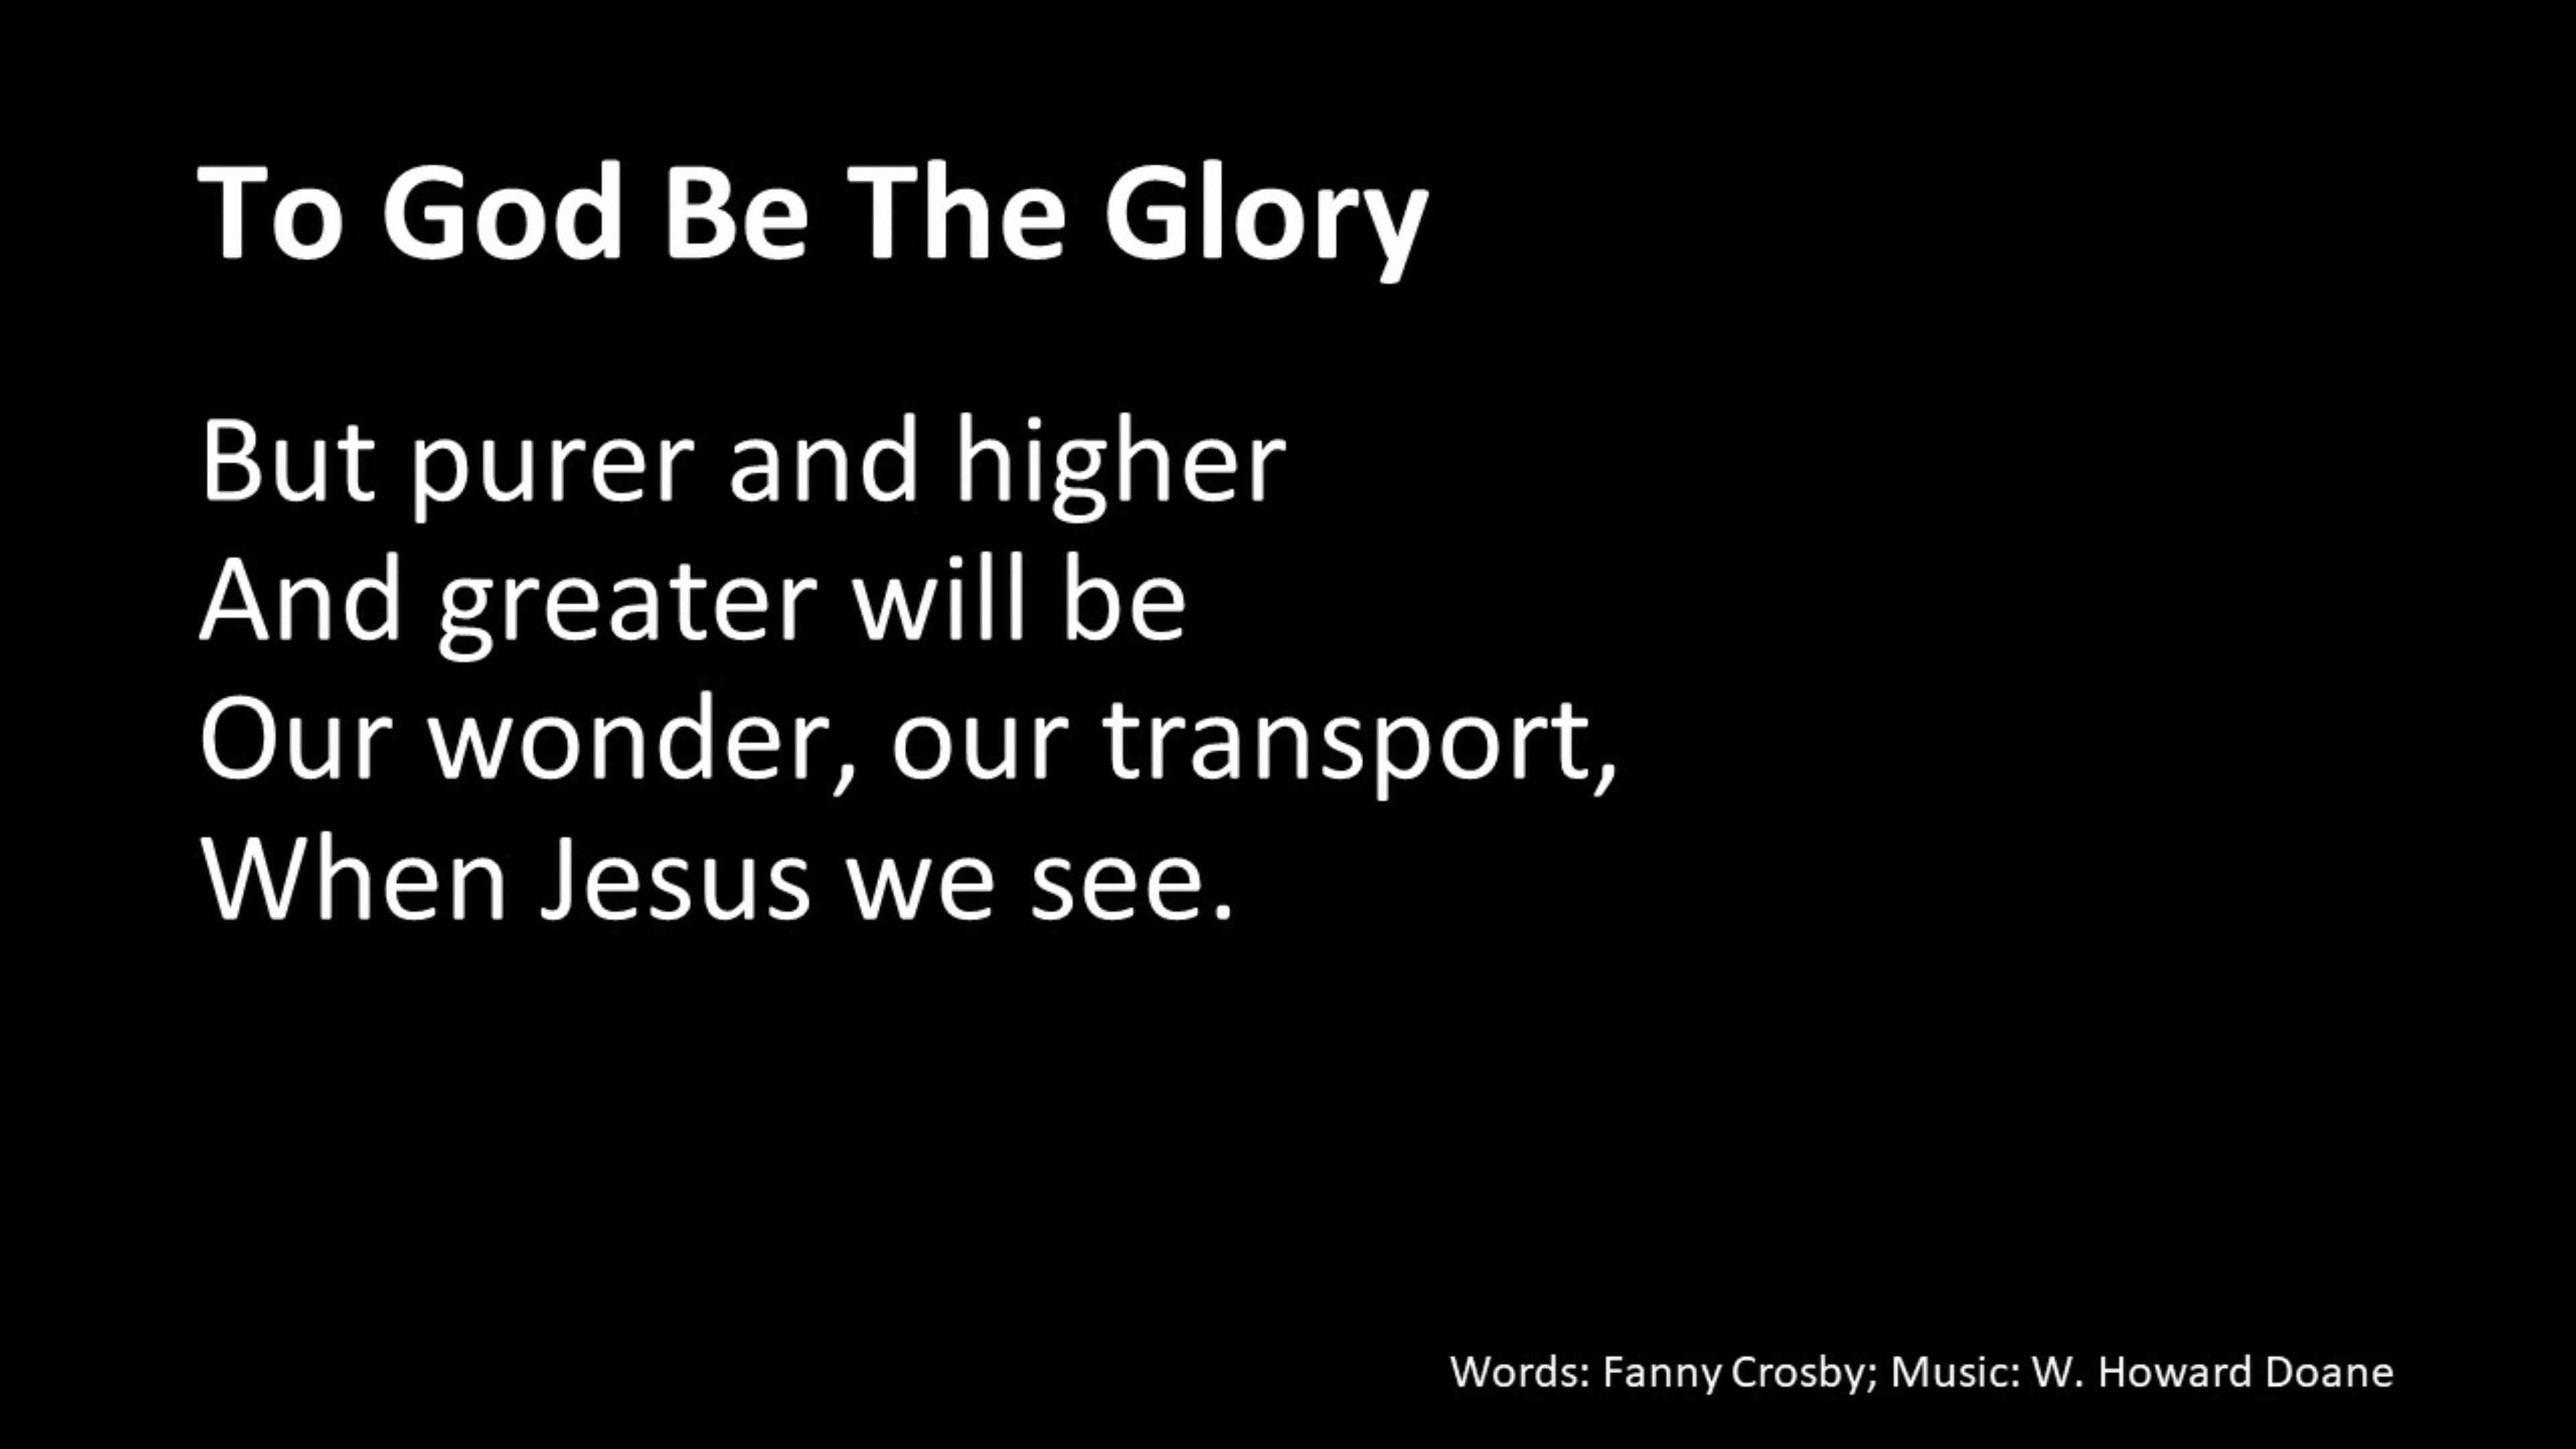 To God Be The Glory
But purer and higher
And greater will be
Our wonder, our transport,
When Jesus we see.
Words: Fanny Crosby; Music: W. Howard Doane